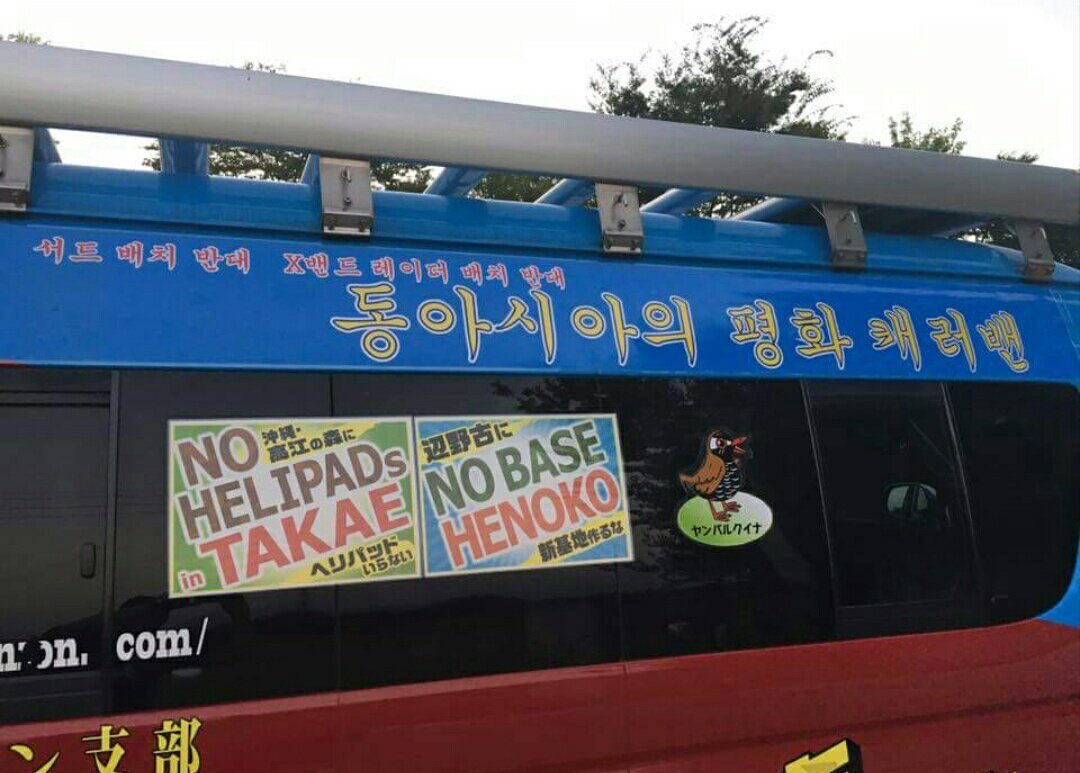 서드 배치 반대 X밴드 레이더 배치 반대
동아시아의 평화 캐러밴
NO 沖縄・
高江の森に
HELIPADs
in TAKAE
ヘリパッド
いらない
辺野古に
NO BASE
HENOKO
新基地作るな
ヤンバルクイナ
com/
ン支部